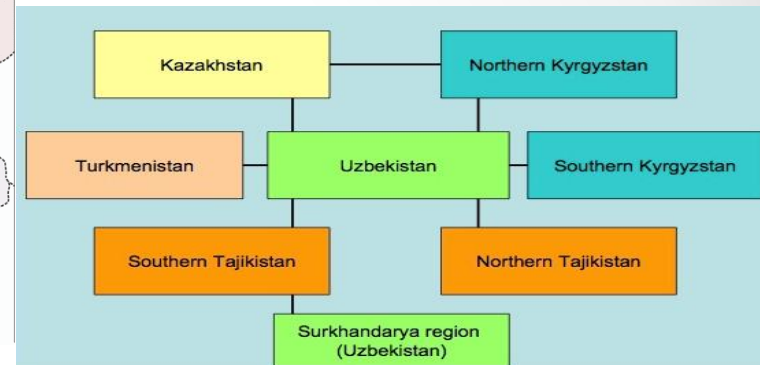 Kazakhstan
Northern Kyrgyzstan
Turkmenistan
Uzbekistan
Southern Kyrgyzstan
Southern Tajikistan
Northern Tajikistan
Surkhandarya region
(Uzbekistan)